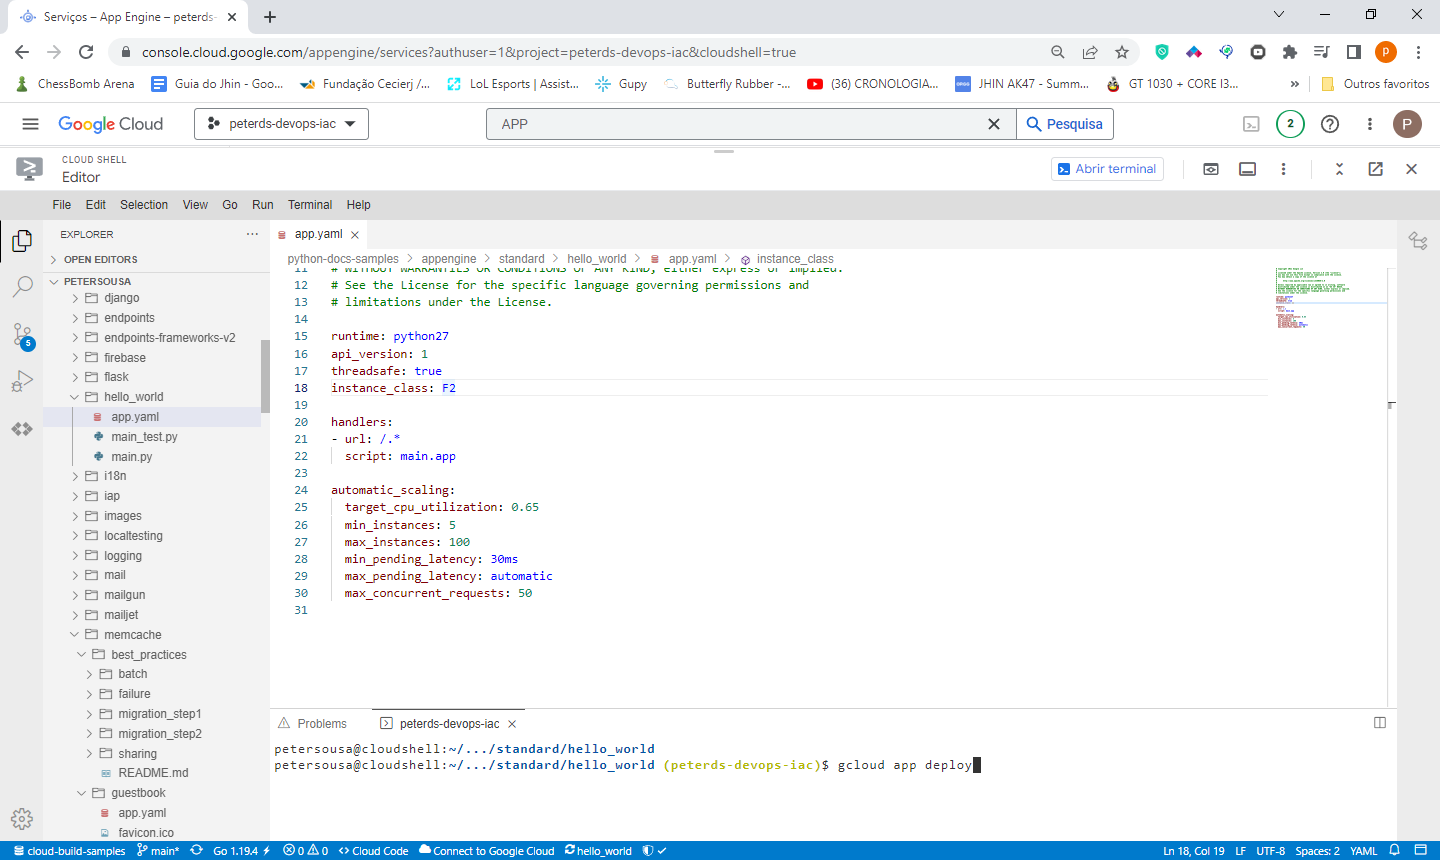 Serviços – App Engine – peterds-
console.cloud.google.com/appengine/services?authuser=1&project=peterds-devops-iac&cloudshell=true
P
ChessBomb Arena
Guia do Jhin - Goo...
Fundação Cecierj /...
LoL Esports | Assist...
Gupy
Butterfly Rubber -...
(36) CRONOLOGIA...
JHIN AK47 - Summ...
GT 1030 + CORE I3...
»
Outros favoritos
Google Cloud
peterds-devops-iac
APP
Pesquisa
2
P
CLOUD SHELL
Editor
Abrir terminal
File Edit Selection View Go Run Terminal Help
EXPLORER
OPEN EDITORS
PETERSOUSA
django
endpoints
endpoints-frameworks-v2
firebase
flask
hello_world
app.yaml
main_test.py
main.py
i18n
iap
images
localtesting
logging
mail
mailgun
mailjet
memcache
best_practices
batch
failure
migration_step1
migration_step2
sharing
README.md
guestbook
app.yaml
favicon.ico
5
app.yaml
python-docs-samples > appengine > standard > hello_world > app.yaml > instance_class
11 # WITHOUT WARRANTIES OR CONDITIONS OF ANY KIND, either express or implied.
12 # See the License for the specific language governing permissions and
13 # limitations under the License.
14
15 runtime: python27
16 api_version: 1
17 threadsafe: true
18 instance_class: F2
19
20 handlers:
21 - url: /.*
22 script: main.app
23
24 automatic_scaling:
25 target_cpu_utilization: 0.65
26 min_instances: 5
27 max_instances: 100
28 min_pending_latency: 30ms
29 max_pending_latency: automatic
30 max_concurrent_requests: 50
31
Problems
peterds-devops-iac
petersousa@cloudshell:~/.../standard/hello_world
petersousa@cloudshell:~/.../standard/hello_world (peterds-devops-iac)$ gcloud app deploy
cloud-build-samples main* Go 1.19.4 0 0 Cloud Code Connect to Google Cloud hello_world Ln 18, Col 19 LF UTF-8 Spaces: 2 YAML